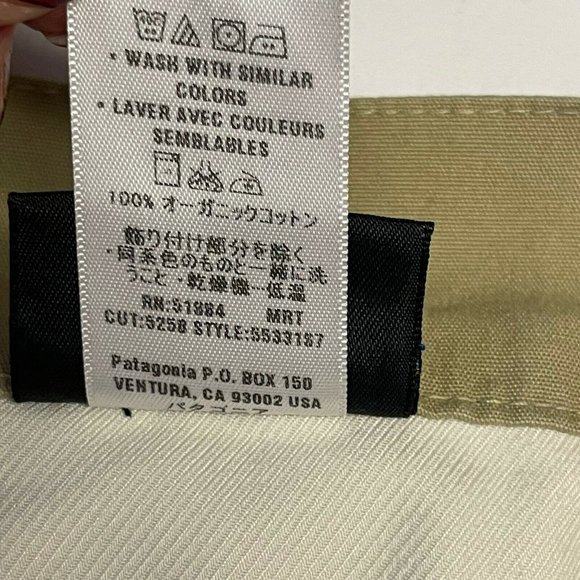 • WASH WITH SIMILAR
COLORS
• LAVER AVEC COULEURS
SEMBLABLES
100% オーガニックコットン
飾り付け部分を除く
・同系色のものと一緒に洗
うこと・乾燥機…低温
RN:51884 MRT
CUT:9258 STYLE:5533187
Patagonia P.O. BOX 150
VENTURA, CA 93002 USA
パタゴニア